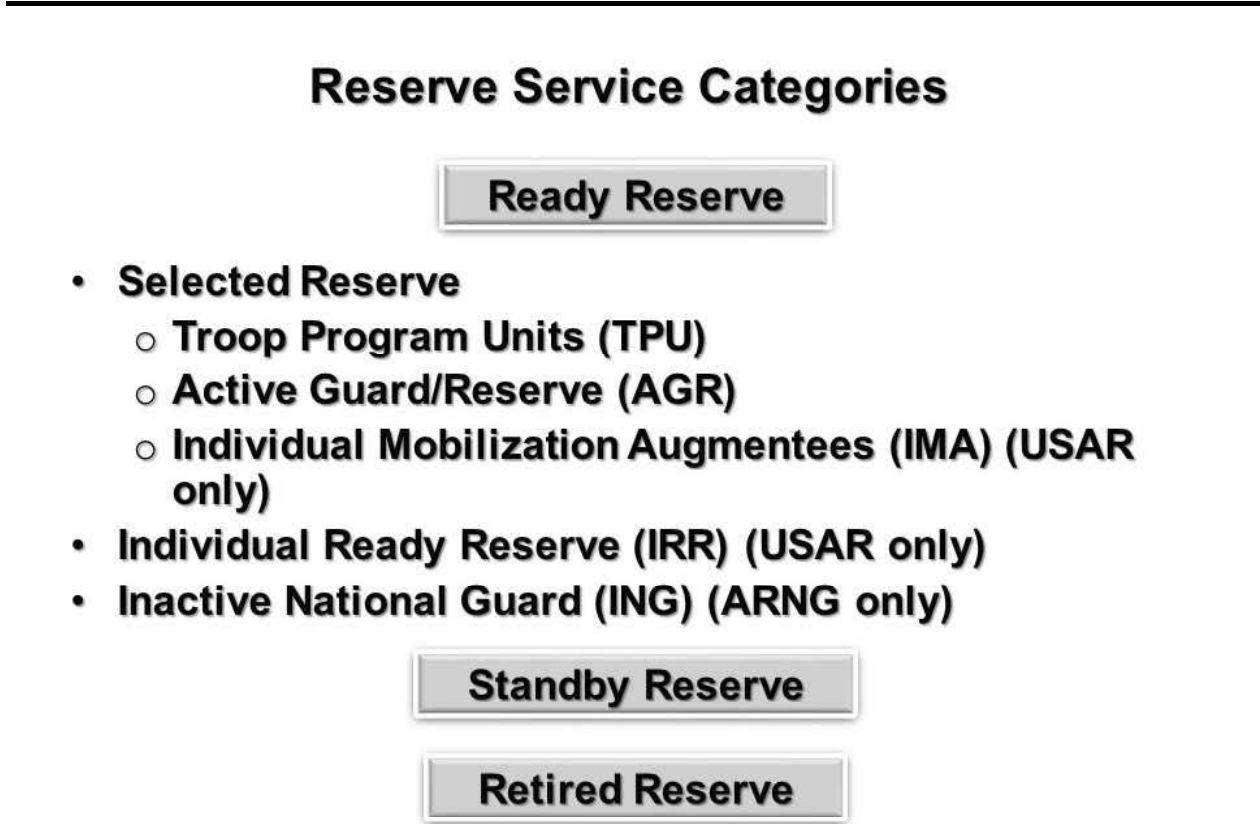 Reserve Service Categories
Ready Reserve
• Selected Reserve
o Troop Program Units (TPU)
o Active Guard/Reserve (AGR)
o Individual Mobilization Augmentees (IMA) (USAR
only)
• Individual Ready Reserve (IRR) (USAR only)
• Inactive National Guard (ING) (ARNG only)
Standby Reserve
Retired Reserve